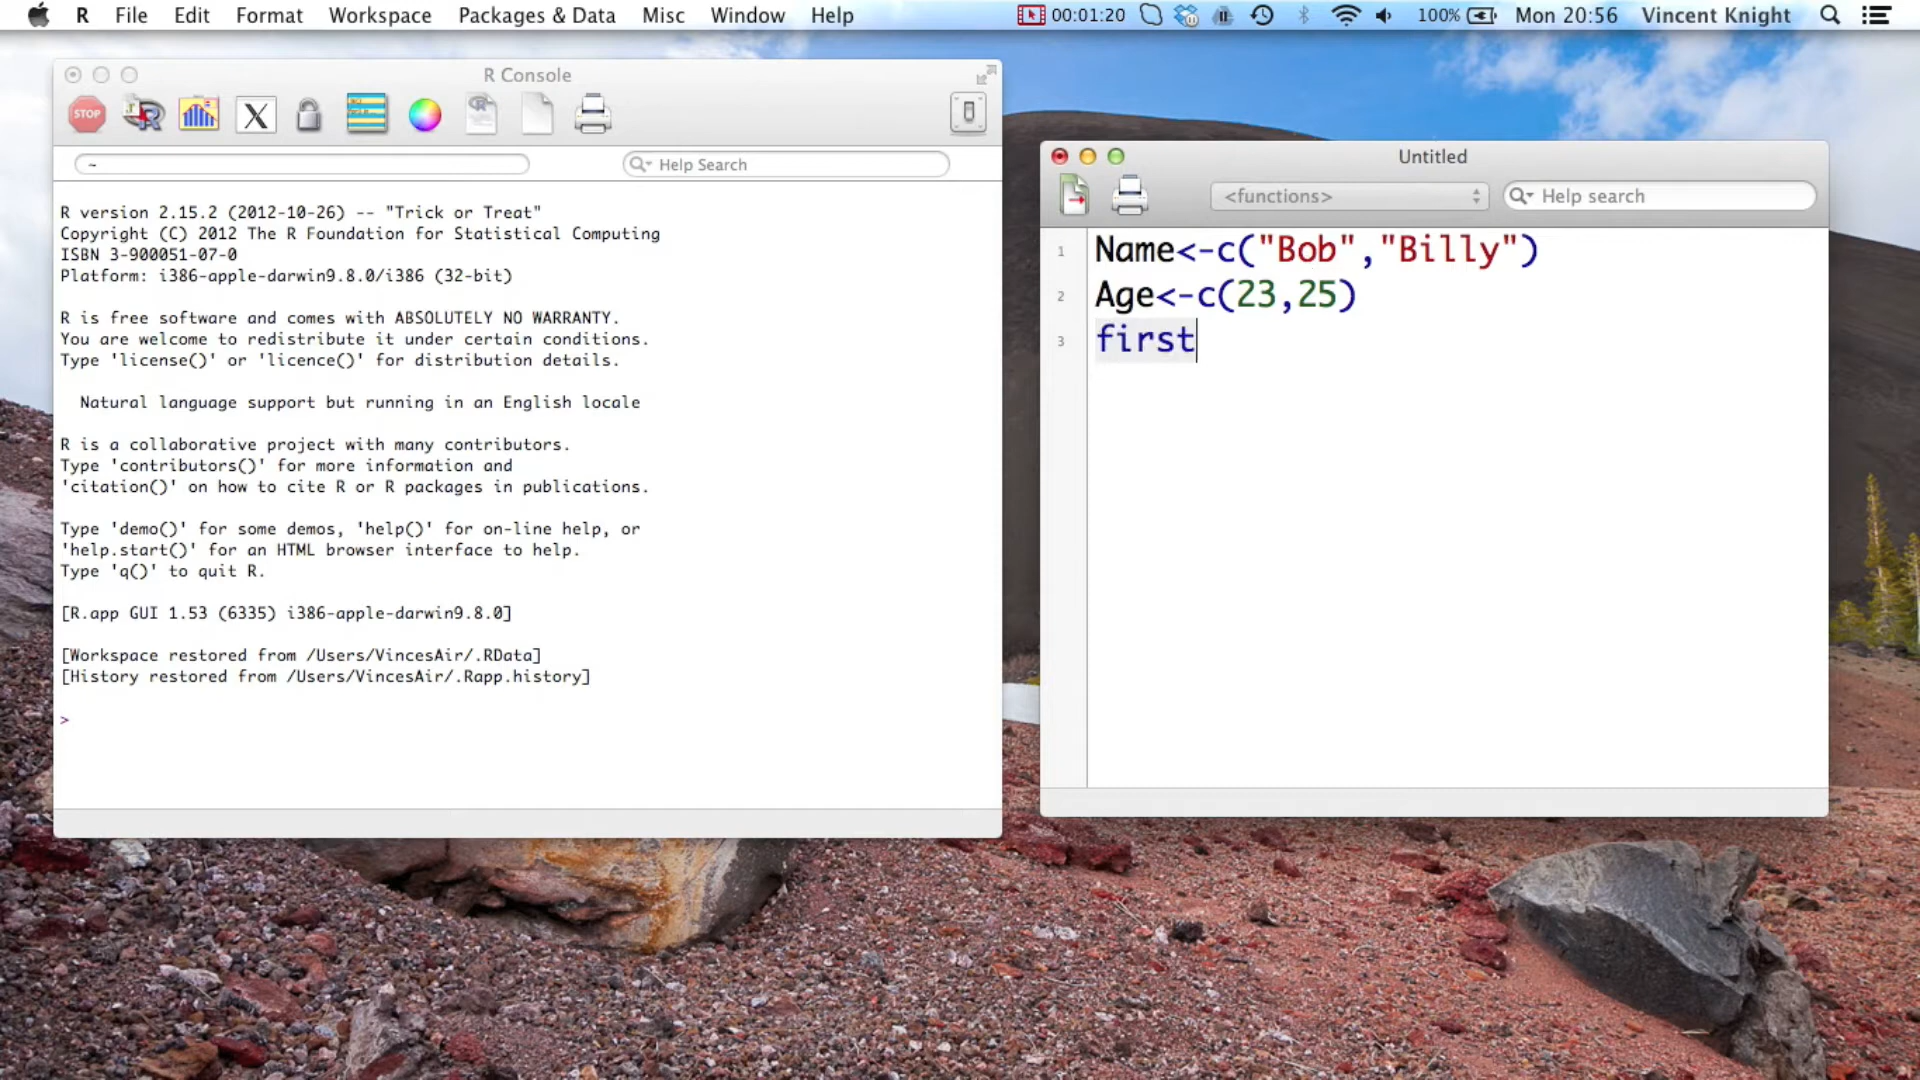 R File Edit Format Workspace Packages & Data Misc Window Help 00:01:20 100% Mon 20:56 Vincent Knight
R Console
STOP R X
~ Help Search
R version 2.15.2 (2012-10-26) -- "Trick or Treat"
Copyright (C) 2012 The R Foundation for Statistical Computing
ISBN 3-900051-07-0
Platform: i386-apple-darwin9.8.0/i386 (32-bit)
R is free software and comes with ABSOLUTELY NO WARRANTY.
You are welcome to redistribute it under certain conditions.
Type 'license()' or 'licence()' for distribution details.
Natural language support but running in an English locale
R is a collaborative project with many contributors.
Type 'contributors()' for more information and
'citation()' on how to cite R or R packages in publications.
Type 'demo()' for some demos, 'help()' for on-line help, or
'help.start()' for an HTML browser interface to help.
Type 'q()' to quit R.
[R.app GUI 1.53 (6335) i386-apple-darwin9.8.0]
[Workspace restored from /Users/VincesAir/.RData]
[History restored from /Users/VincesAir/.Rapp.history]
>
Untitled
<functions> Help search
1 Name<-c("Bob","Billy")
2 Age<-c(23,25)
3 first